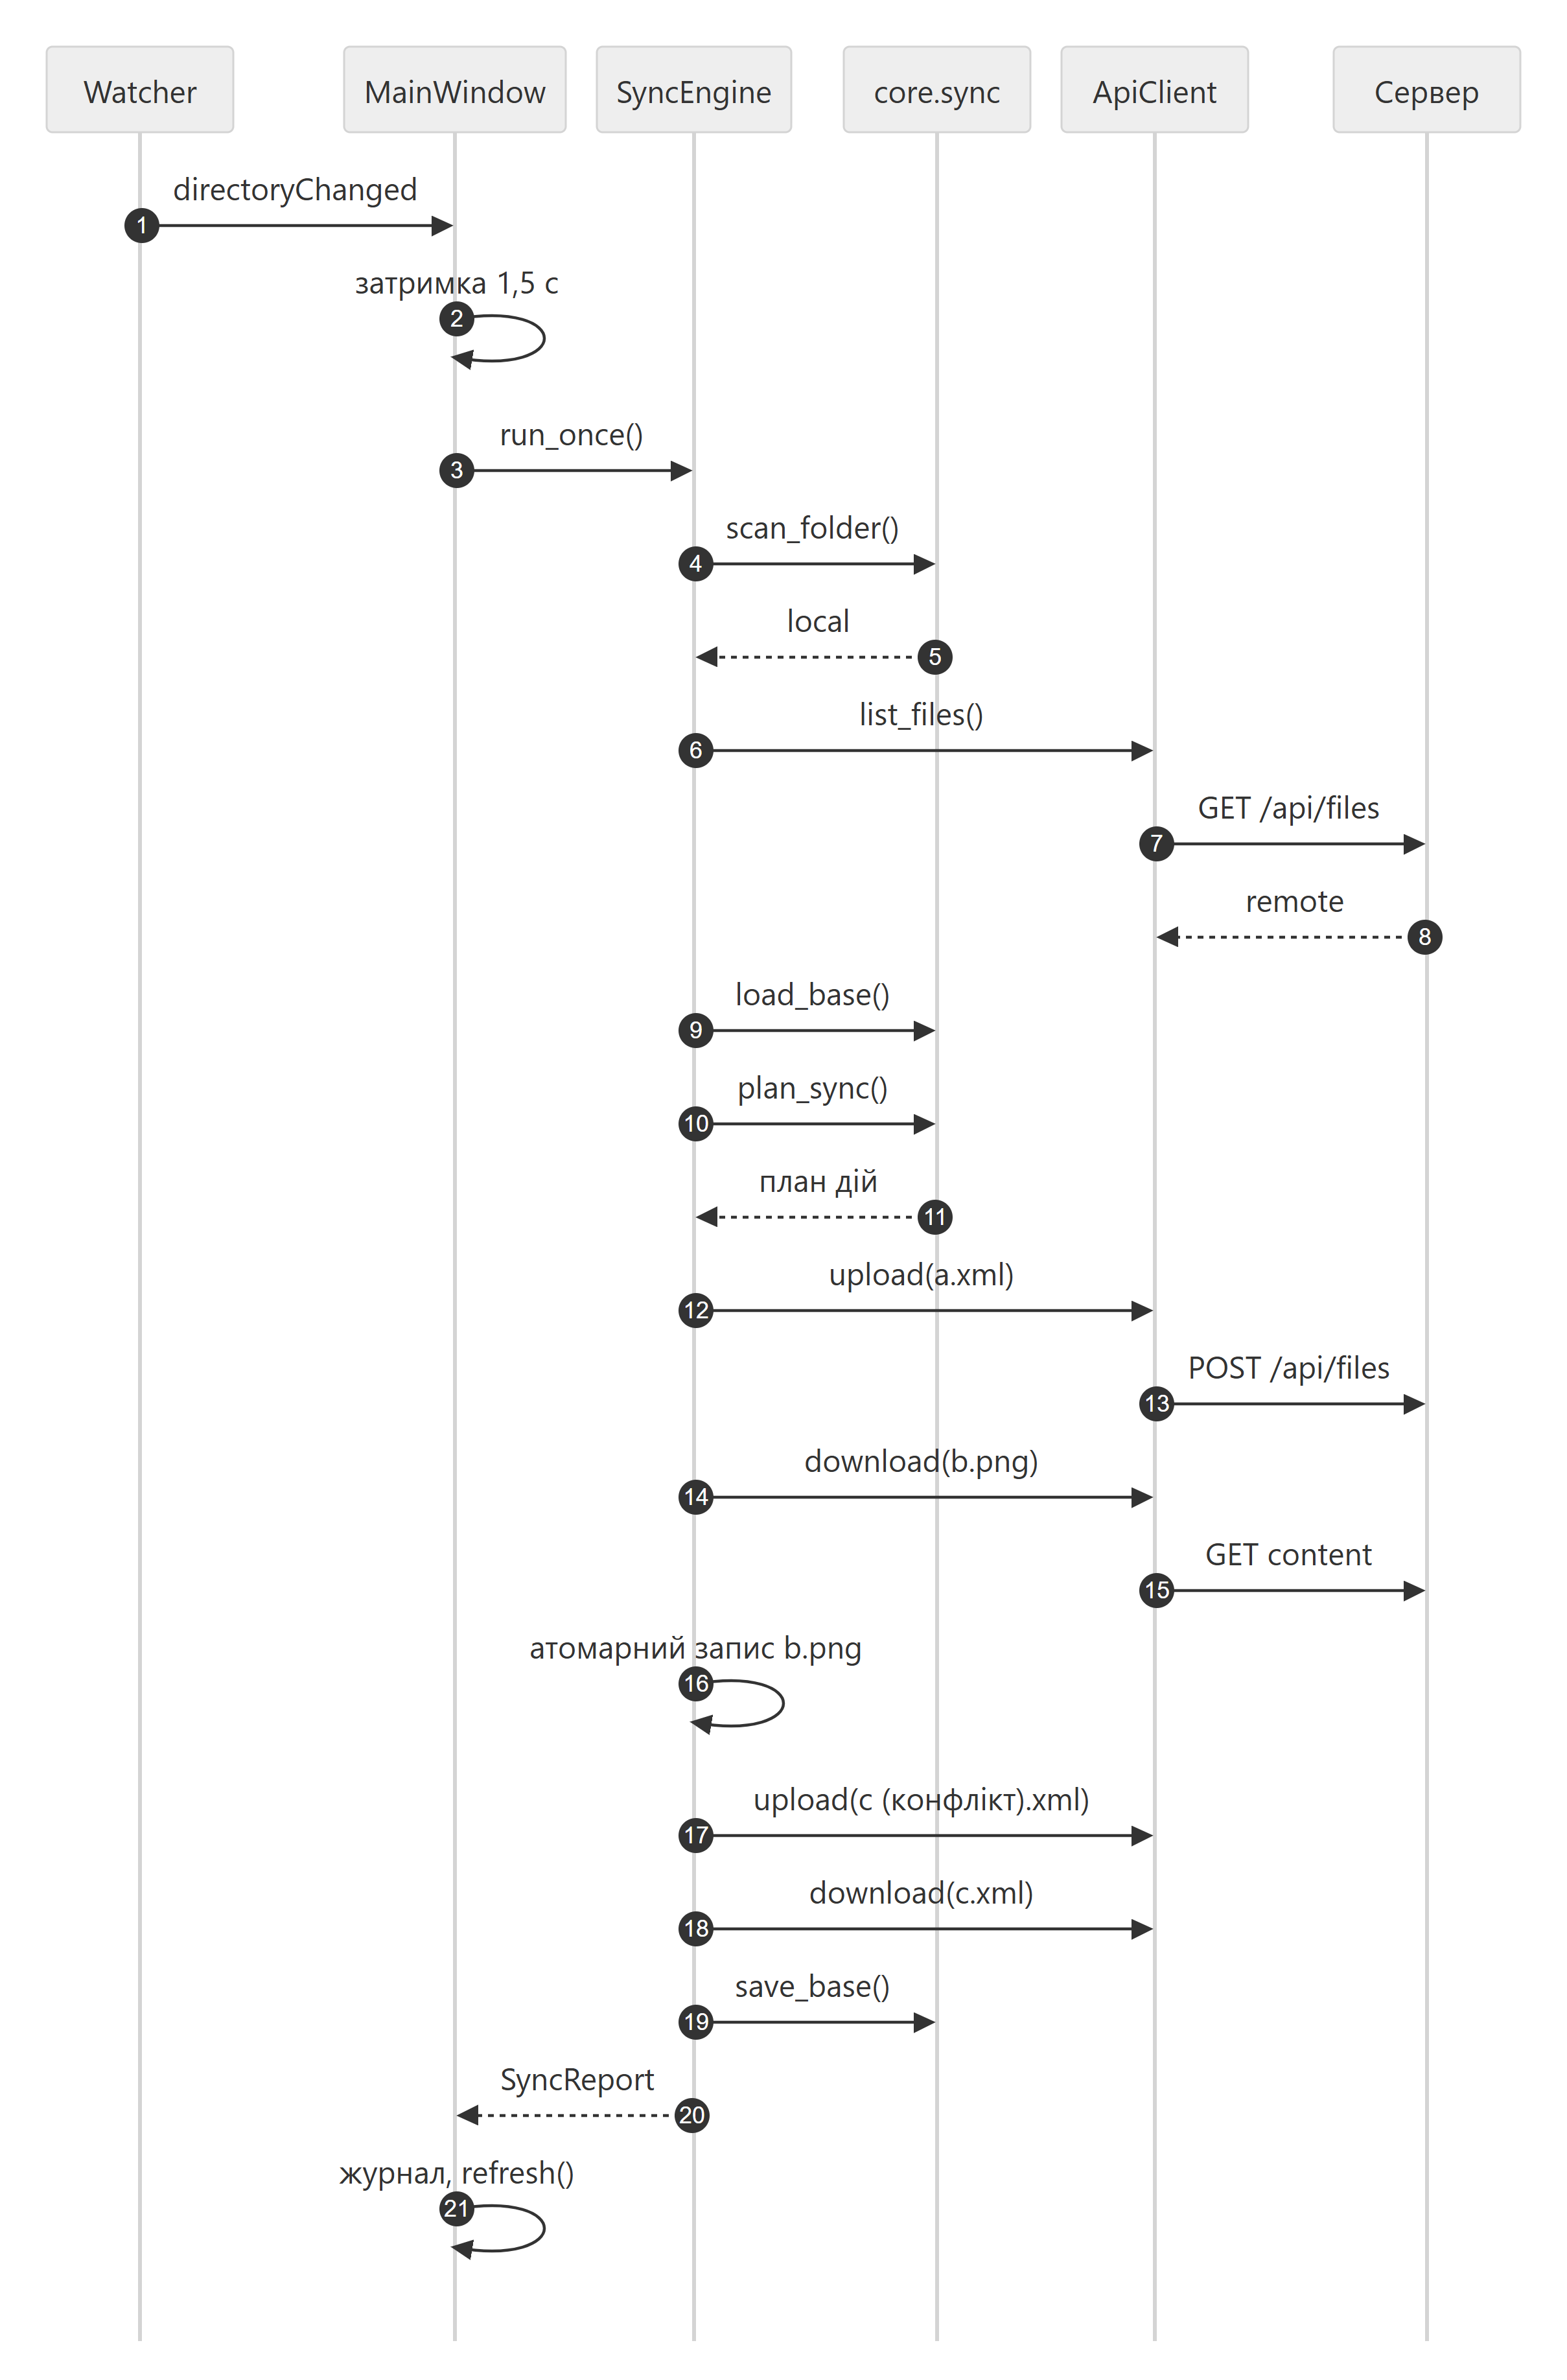 Watcher
MainWindow
SyncEngine
core.sync
ApiClient
Сервер
directoryChanged
1
затримка 1,5 с
2
run_once()
3
scan_folder()
4
local
5
list_files()
6
GET /api/files
7
remote
8
load_base()
9
plan_sync()
10
план дій
11
upload(a.xml)
12
POST /api/files
13
download(b.png)
14
GET content
15
атомарний запис b.png
16
upload(c (конфлікт).xml)
17
download(c.xml)
18
save_base()
19
SyncReport
20
журнал, refresh()
21